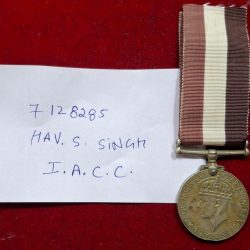 7128285
HAV. S. SINGH
I. A. C. C.